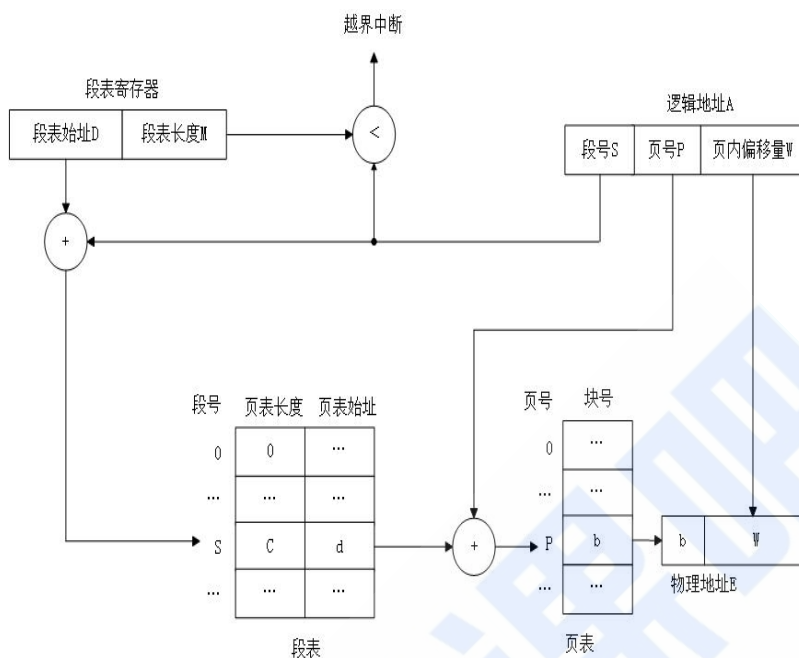 越界中断
段表寄存器
逻辑地址A
段表始址D 段表长度M
<
段号S 页号P 页内偏移量W
+
段号 页表长度 页表始址
页号 块号
0 0 …
0 …
… … …
… …
S C d
+
P b
b W
… … …
… …
物理地址E
段表
页表